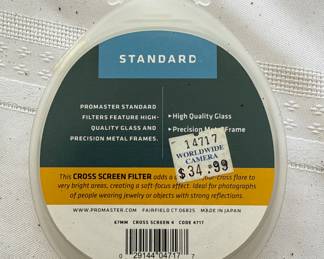 STANDARD
PROMASTER STANDARD
FILTERS FEATURE HIGH-
QUALITY GLASS AND
PRECISION METAL FRAMES.
▸High Quality Glass
▸Precision Metal Frame
14717
WORLDWIDE
CAMERA
$34.99
This CROSS SCREEN FILTER adds a flare to
very bright areas, creating a soft-focus effect. Ideal for photographs
of people wearing jewelry or objects with strong reflections.
WWW.PROMASTER.COM FAIRFIELD CT 06825 MADE IN JAPAN
67MM CROSS SCREEN 4 CODE 4717
0 29144 04717 7